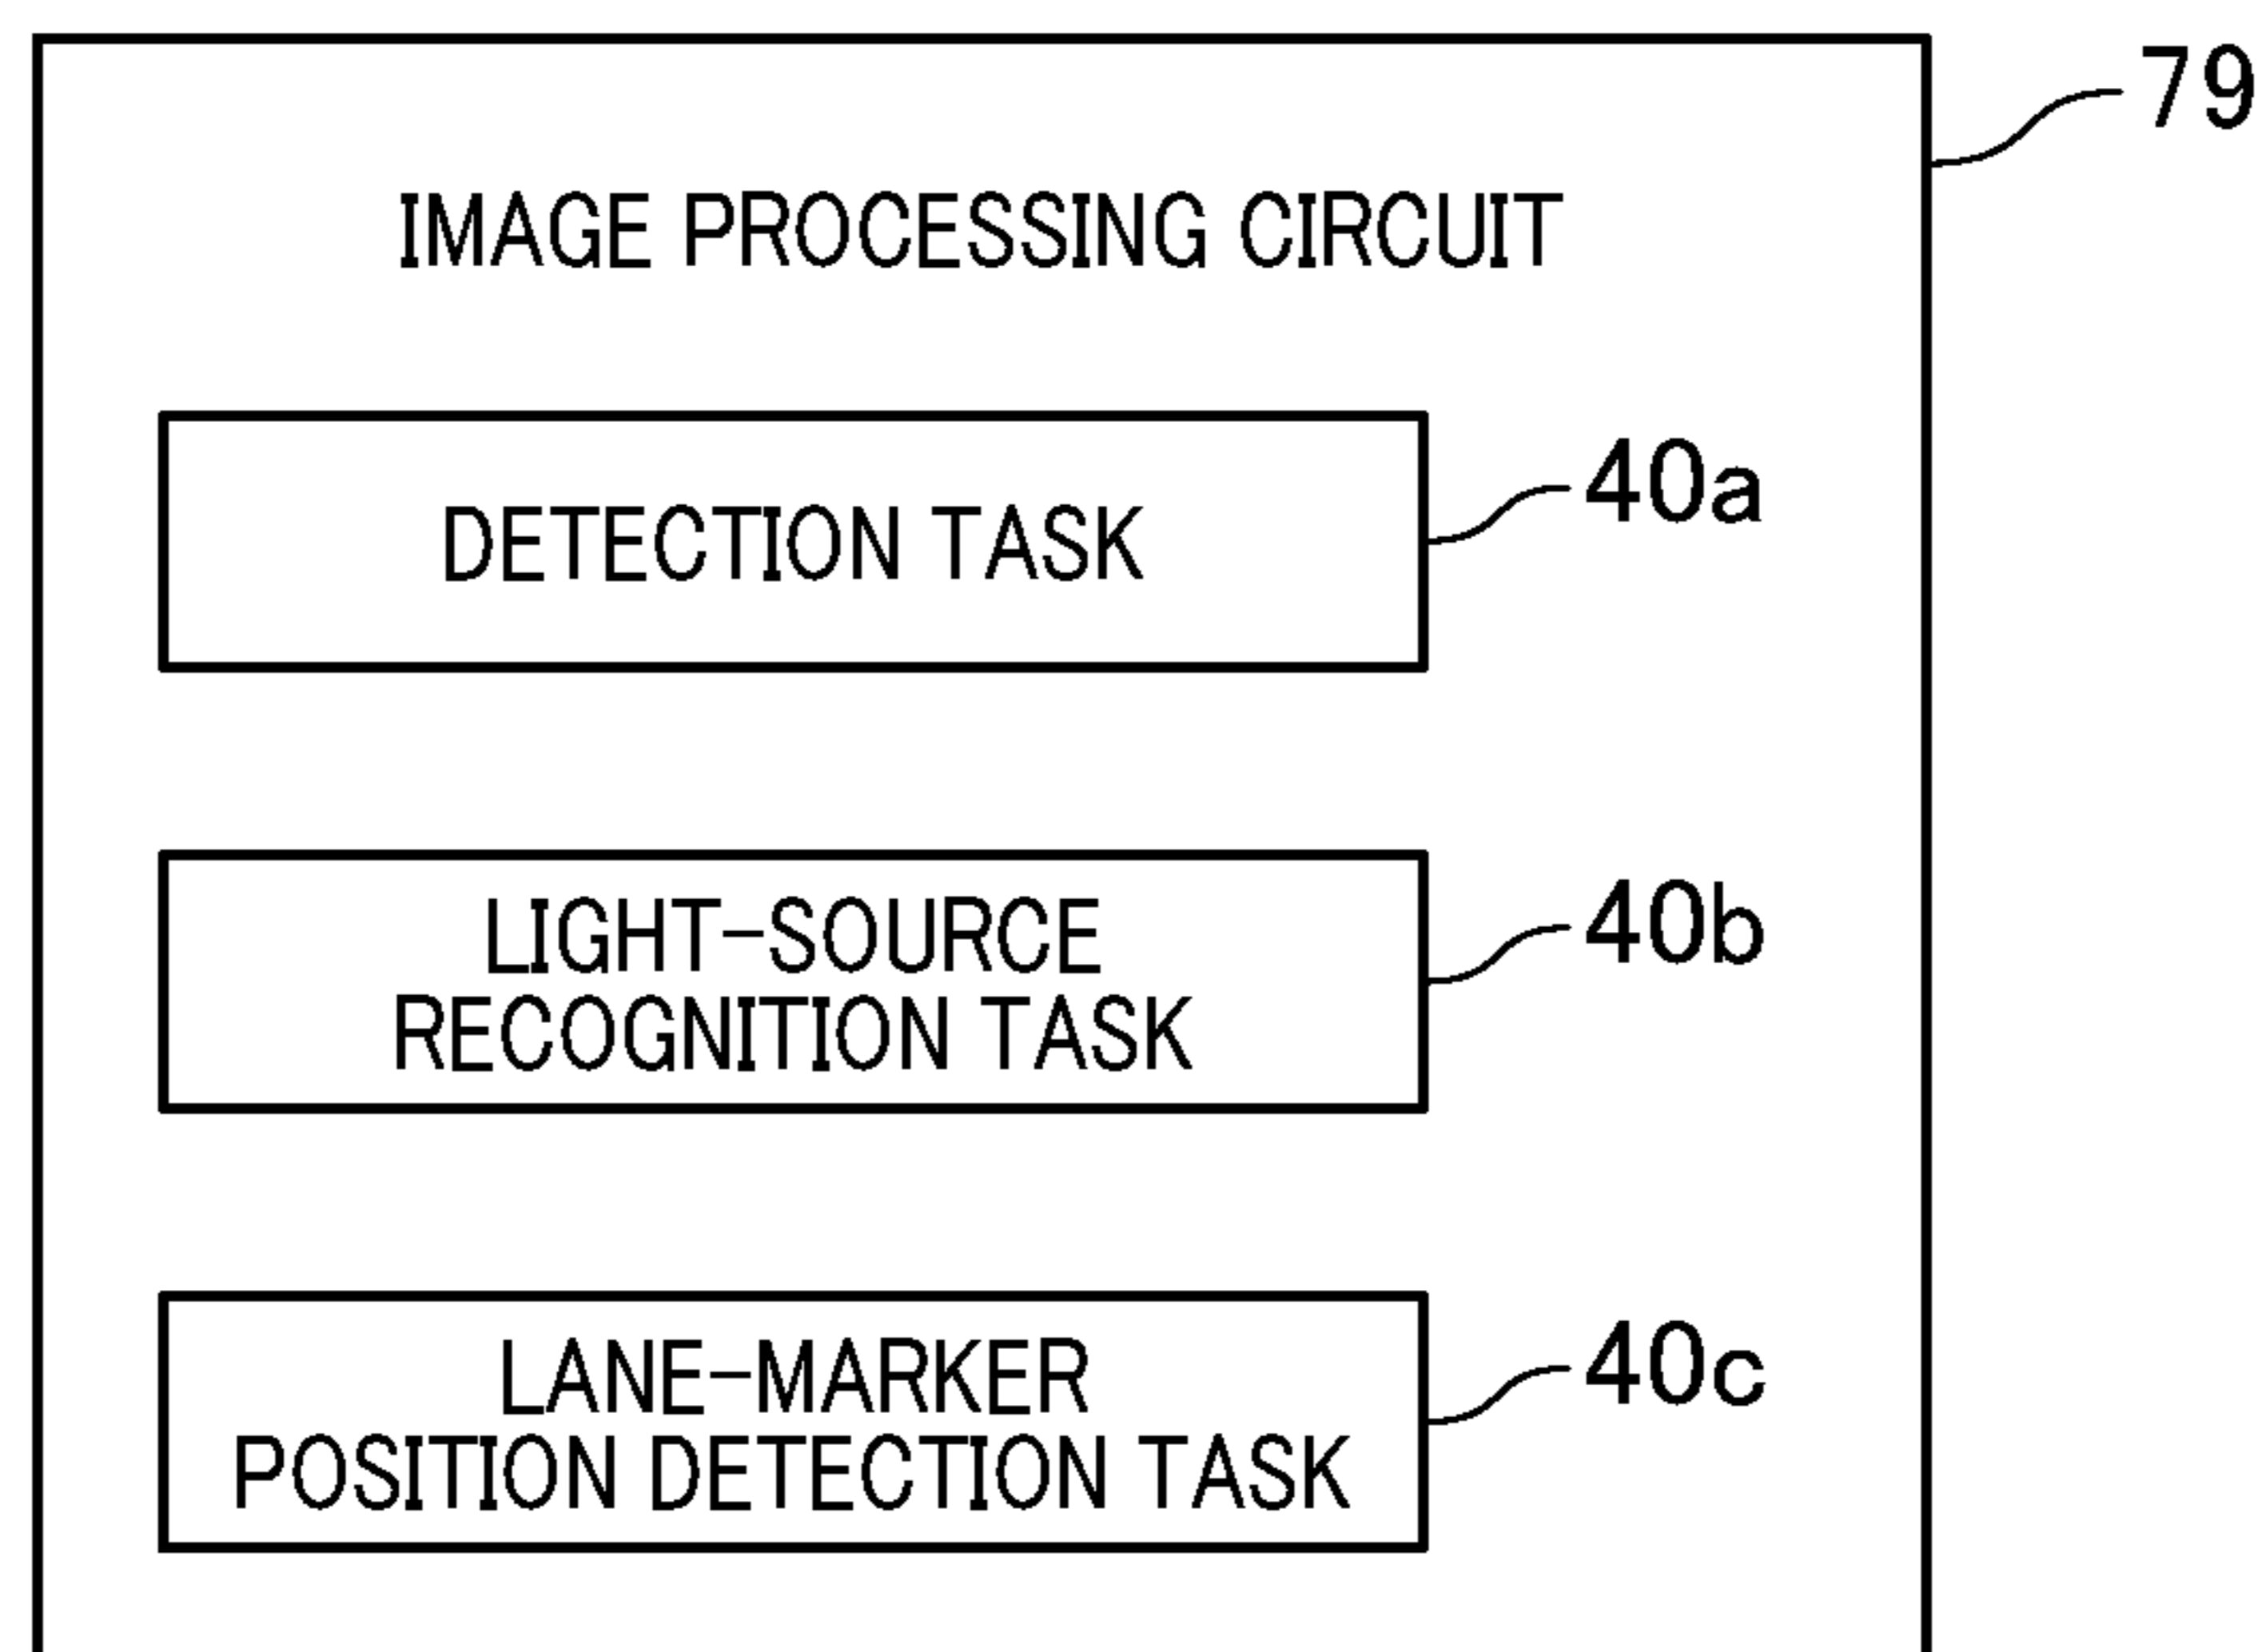 79
IMAGE PROCESSING CIRCUIT
DETECTION TASK
40a
LIGHT-SOURCE
RECOGNITION TASK
40b
LANE-MARKER
POSITION DETECTION TASK
40c